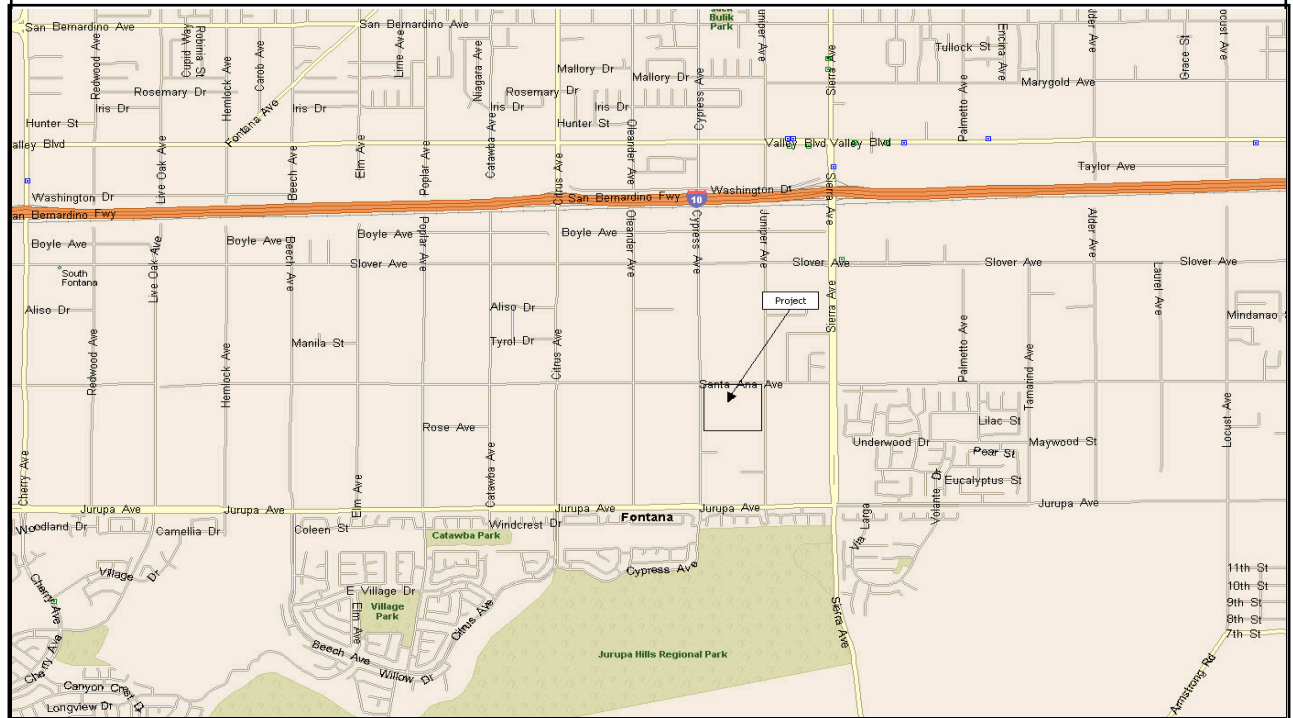 San Bernardino Ave
San Bernardino Ave
Jack
Bulik
Park
Redwood Ave
Cupid Way
Robinia St
Hemlock Ave
Carob Ave
Lime Ave
Niagara Ave
Mallory Dr
Mallory Dr
Cypress Ave
Juniper Ave
Sierra Ave
Tullock St
Encina Ave
Palmetto Ave
Alder Ave
Grace St
Locust Ave
Marygold Ave
Rosemary Dr
Rosemary Dr
Iris Dr
Iris Dr
Iris Dr
Iris Dr
Hunter St
Fontana Ave
Hunter St
Valley Blvd
Valley Blvd
Valley Blvd
Live Oak Ave
Beech Ave
Elm Ave
Poplar Ave
Catawba Ave
Citrus Ave
Oleander Ave
Taylor Ave
Washington Dr
Washington Dr
San Bernardino Fwy
San Bernardino Fwy
10
Sierra Ave
Boyle Ave
Boyle Ave
Boyle Ave
Boyle Ave
Live Oak Ave
Beech Ave
Poplar Ave
Oleander Ave
Cypress Ave
Juniper Ave
Alder Ave
Slover Ave
Slover Ave
Slover Ave
Slover Ave
South
Fontana
Laurel Ave
Project
Aliso Dr
Aliso Dr
Mindanao
Sierra Ave
Redwood Ave
Hemlock Ave
Manila St
Tyrol Dr
Citrus Ave
Palmetto Ave
Tamarind Ave
Santa Ana Ave
Locust Ave
Rose Ave
Lilac St
Underwood Dr
Maywood St
Pear St
Eucalyptus St
Cherry Ave
Elm Ave
Catawba Ave
Volante Dr
Jurupa Ave
Jurupa Ave
Jurupa Ave
Jurupa Ave
Jurupa Ave
Fontana
Woodland Dr
Camellia Dr
Coleen St
Windcrest Dr
Catawba Park
Via Larga
Village Dr
Cypress Ave
11th St
10th St
9th St
8th St
7th St
Cherry Ave
E Village Dr
Village
Park
Elm Ave
Citrus Ave
Sierra Ave
Cherry Ave
Beech Ave
Willow Dr
Jurupa Hills Regional Park
Armstrong Rd
Canyon Crest Dr
Longview Dr